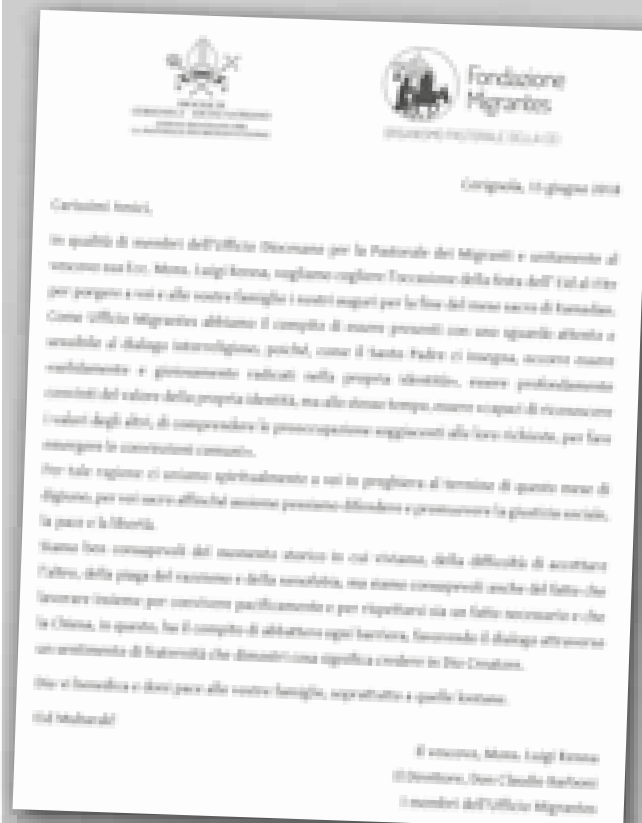 Fondazione
Migrantes
ORGANISMO PASTORALE DELLA CEI
Cerignola, 15 giugno 2018
Carissimi Amici,
in qualità di membri dell'Ufficio Diocesano per la Pastorale dei Migranti e unitamente al
vescovo sua Ecc. Mons. Luigi Renna, vogliamo cogliere l'occasione della festa dell'
per porgere a voi e alle vostre famiglie i nostri auguri per la fine del mese sacro di Ramadan.
Come Ufficio Migrantes abbiamo il compito di essere presenti con uno sguardo attento e
sensibile al dialogo interreligioso, poiché, come il Santo Padre ci insegna, occorre essere
saldamente e gioiosamente radicati nella propria identità», essere profondamente
convinti del valore della propria identità, ma allo stesso tempo, essere «capaci di riconoscere
i valori degli altri, di comprendere le preoccupazioni soggiacenti alle loro richieste, per fare
emergere le convinzioni comuni».
Per tale ragione ci uniamo spiritualmente a voi in preghiera al termine di questo mese di
digiuno, per voi sacro affinché insieme possiamo difendere e promuovere la giustizia sociale,
la pace e la libertà.
Siamo ben consapevoli del momento storico in cui viviamo, della difficoltà di accettare
l'altro, della piaga del razzismo e della xenofobia, ma siamo consapevoli anche del fatto che
lavorare insieme per convivere pacificamente e per rispettarsi sia un fatto necessario e che
la Chiesa, in questo, ha il compito di abbattere ogni barriera, favorendo il dialogo attraverso
un sentimento di fraternità che dimostri cosa significa credere in Dio Creatore.
Dio vi benedica e doni pace alle vostre famiglie, soprattutto a quelle lontane.
Eid Mubarak!
Il vescovo, Mons. Luigi Renna
Il Direttore, Don Claudio Barboni
I membri dell'Ufficio Migrantes